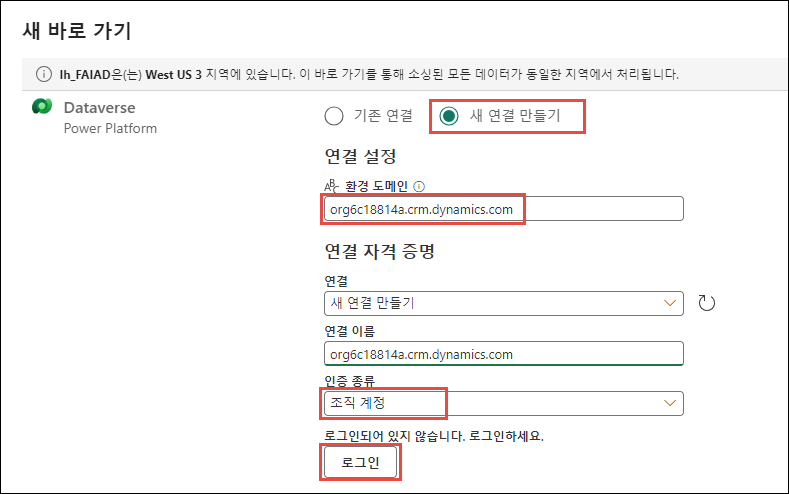 새 바로 가기
lh_FAIAD은(는) West US 3 지역에 있습니다. 이 바로 가기를 통해 소싱된 모든 데이터가 동일한 지역에서 처리됩니다.
Dataverse
Power Platform
기존 연결
새 연결 만들기
연결 설정
환경 도메인
org6c18814a.crm.dynamics.com
연결 자격 증명
연결
새 연결 만들기
연결 이름
org6c18814a.crm.dynamics.com
인증 종류
조직 계정
로그인되어 있지 않습니다. 로그인하세요.
로그인